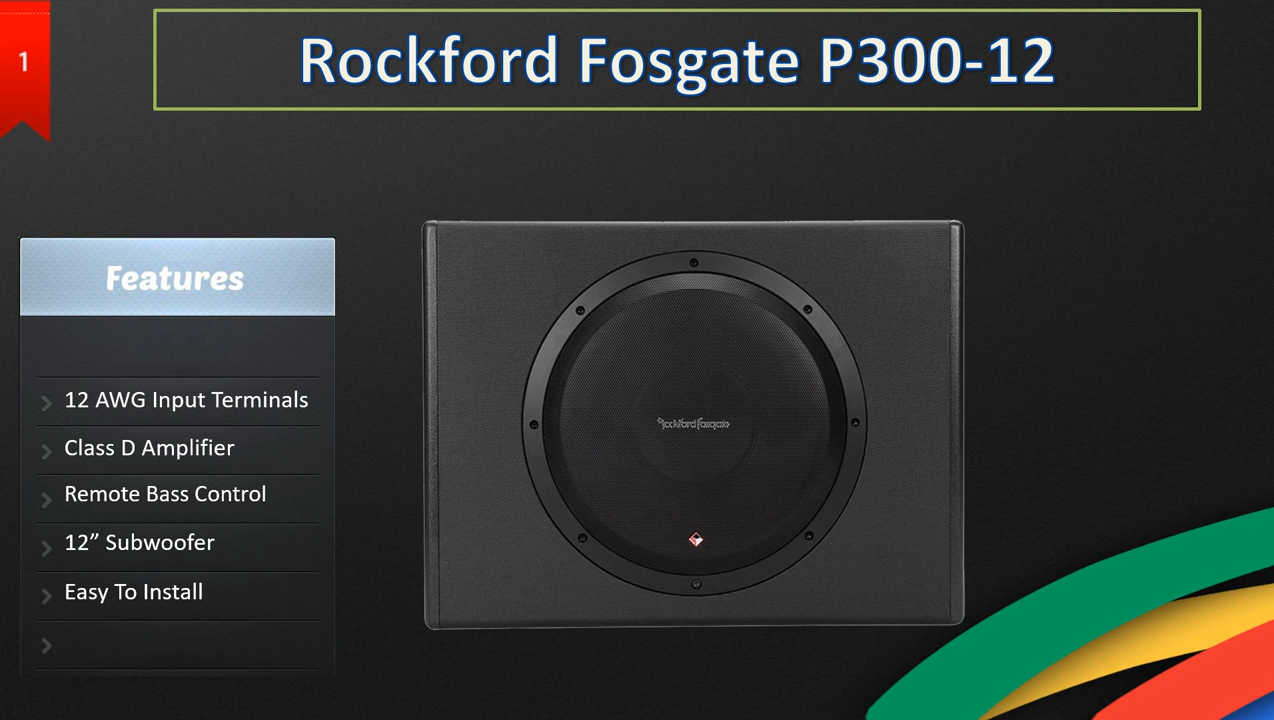 1
Rockford Fosgate P300-12
Features
12 AWG Input Terminals
Class D Amplifier
Remote Bass Control
12” Subwoofer
Easy To Install
Rockford Fosgate